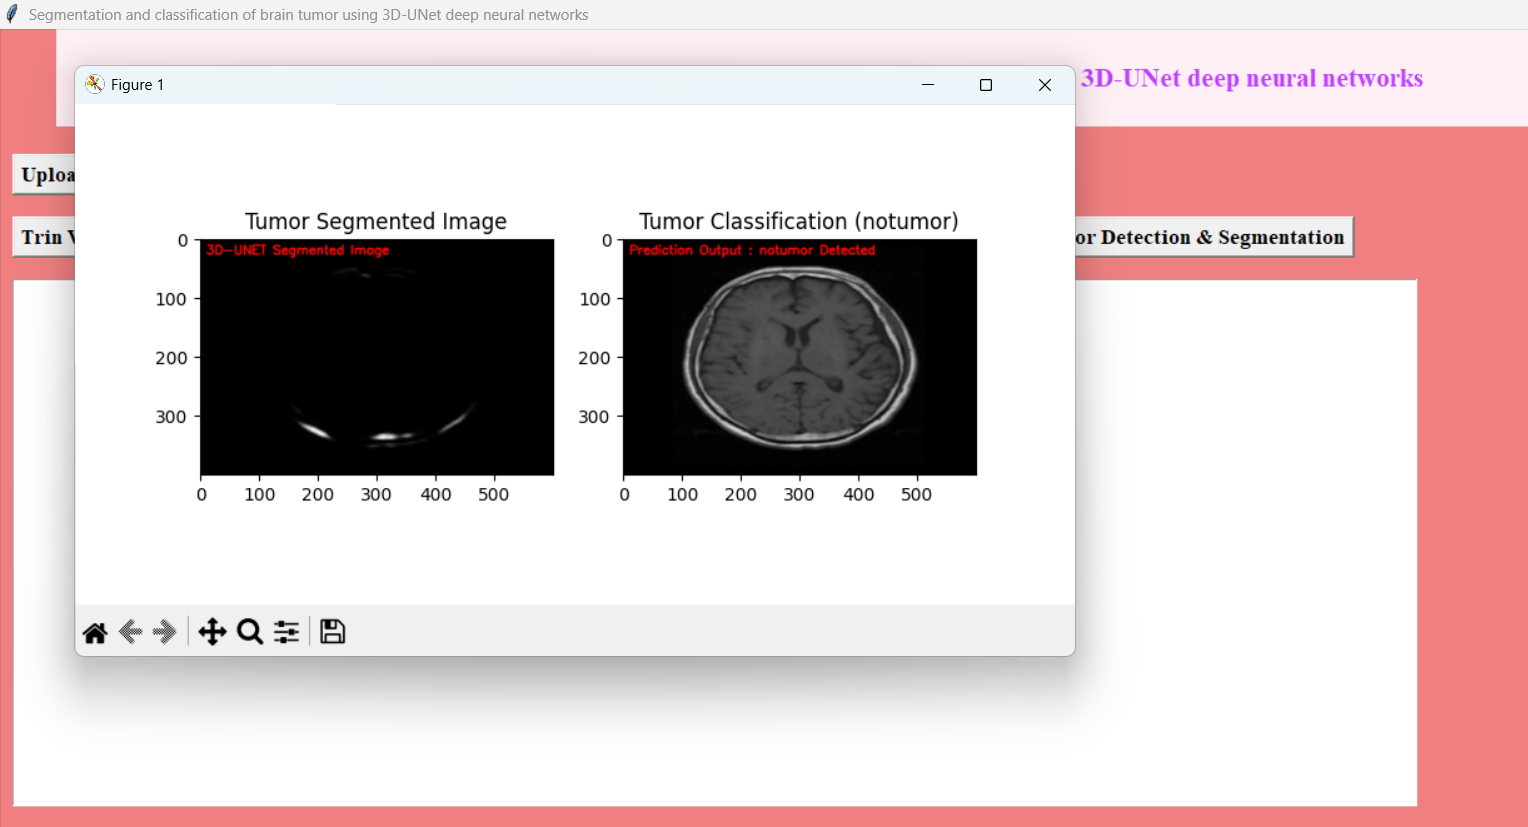 Segmentation and classification of brain tumor using 3D-UNet deep neural networks
3D-UNet deep neural networks
Figure 1
Uploa
Trin V
or Detection & Segmentation
Tumor Segmented Image
Tumor Classification (notumor)
3D-UNET Segmented Image
Prediction Output : notumor Detected
0
100
200
300
0
100
200
300
400
500
0
100
200
300
0
100
200
300
400
500